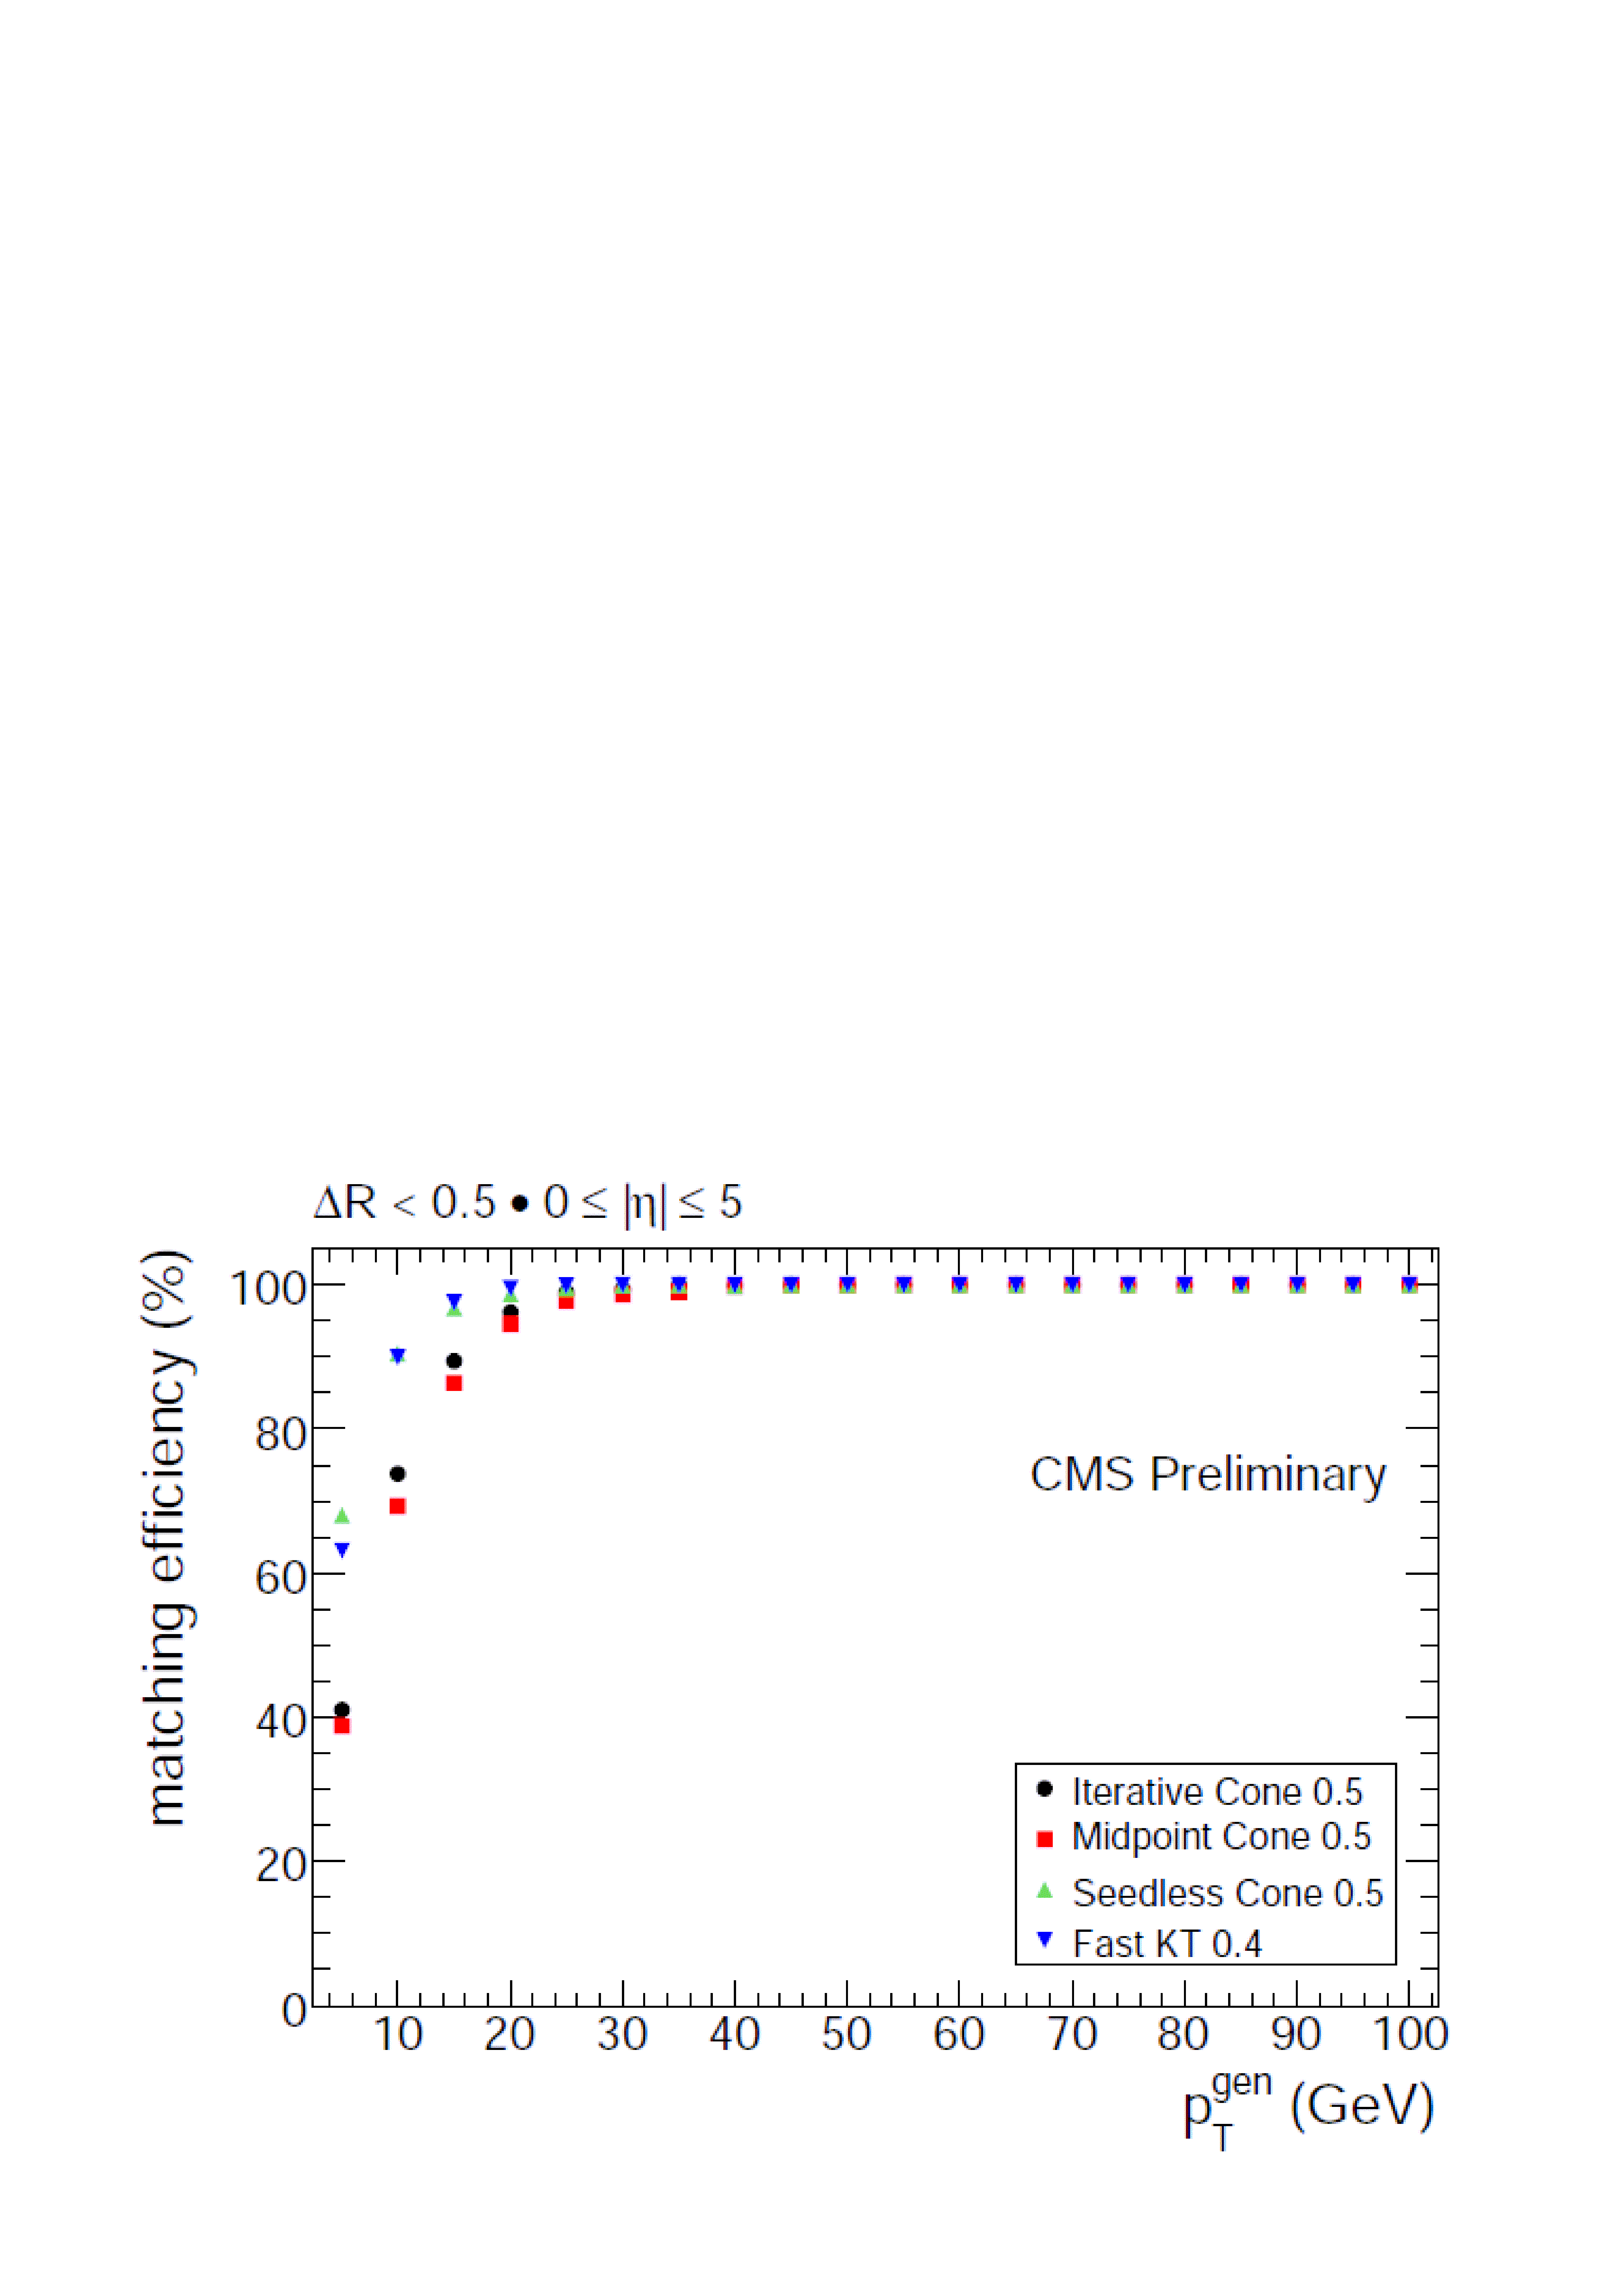 ΔR < 0.5 • 0 ≤ |η| ≤ 5
matching efficiency (%)
100
80
60
40
20
0
CMS Preliminary
Iterative Cone 0.5
Midpoint Cone 0.5
Seedless Cone 0.5
Fast KT 0.4
10 20 30 40 50 60 70 80 90 100
p_T^gen (GeV)